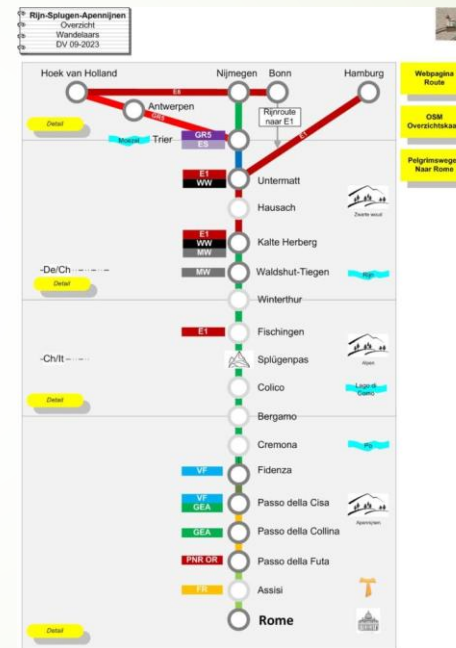 Rijn-Splugen-Apennijnen
Overzicht
Wandelaars
DV 09-2023
Webpagina
Route
OSM
Overzichtskaa
Pelgrimswege
Naar Rome
Hoek van Holland
Nijmegen
Bonn
Hamburg
E8
Antwerpen
GR5
Rijnroute
naar E1
E1
Detail
Moezel
Trier
GR5
E5
E1
WW
Untermatt
Hausach
Zwarte woud
E1
WW
MW
Kalte Herberg
-De/Ch
MW
Waldshut-Tiegen
Rijn
Detail
Winterthur
E1
Fischingen
-Ch/It
Splügenpas
Alpen
Colico
Lago di
Como
Detail
Bergamo
Cremona
Po
VF
Fidenza
VF
GEA
Passo della Cisa
Apennijnen
GEA
Passo della Collina
PNR OR
Passo della Futa
FR
Assisi
Rome
Detail